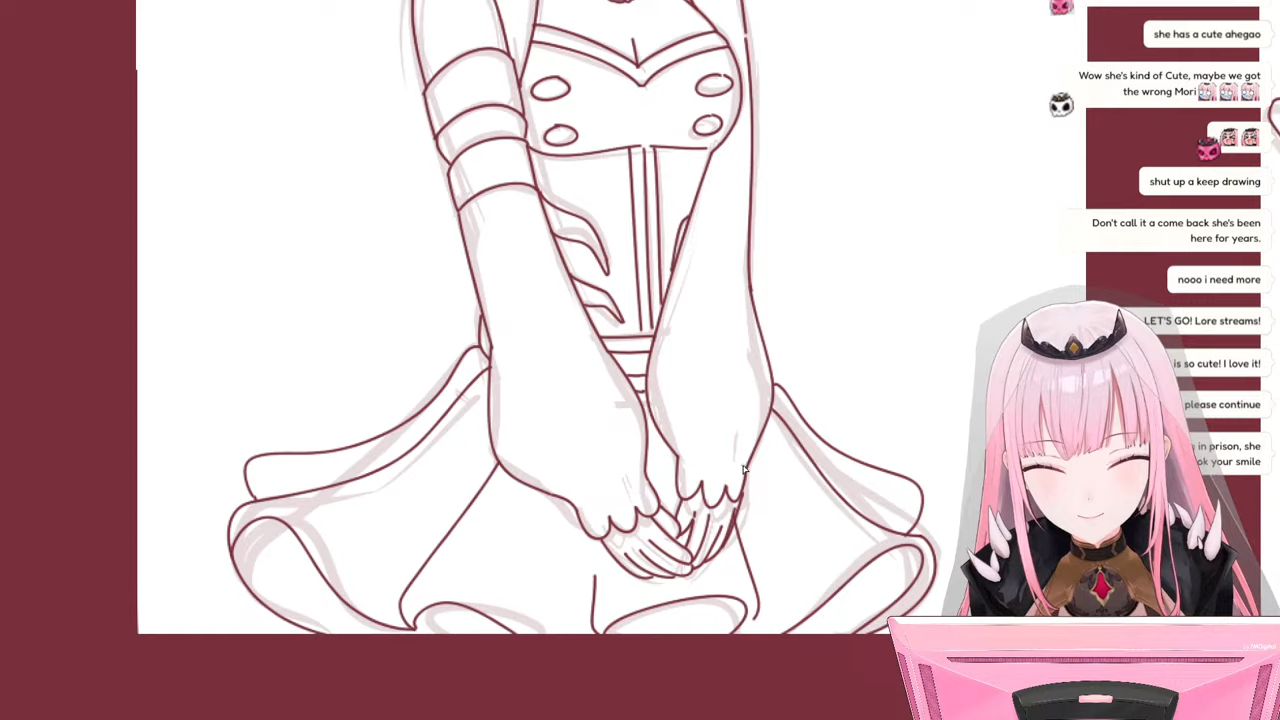 she has a cute ahegao
Wow she's kind of Cute, maybe we got
the wrong Mori
shut up a keep drawing
Don't call it a come back she's been
here for years.
nooo i need more
LET'S GO! Lore streams!
is so cute! I love it!
please continue
in prison, she
ok your smile